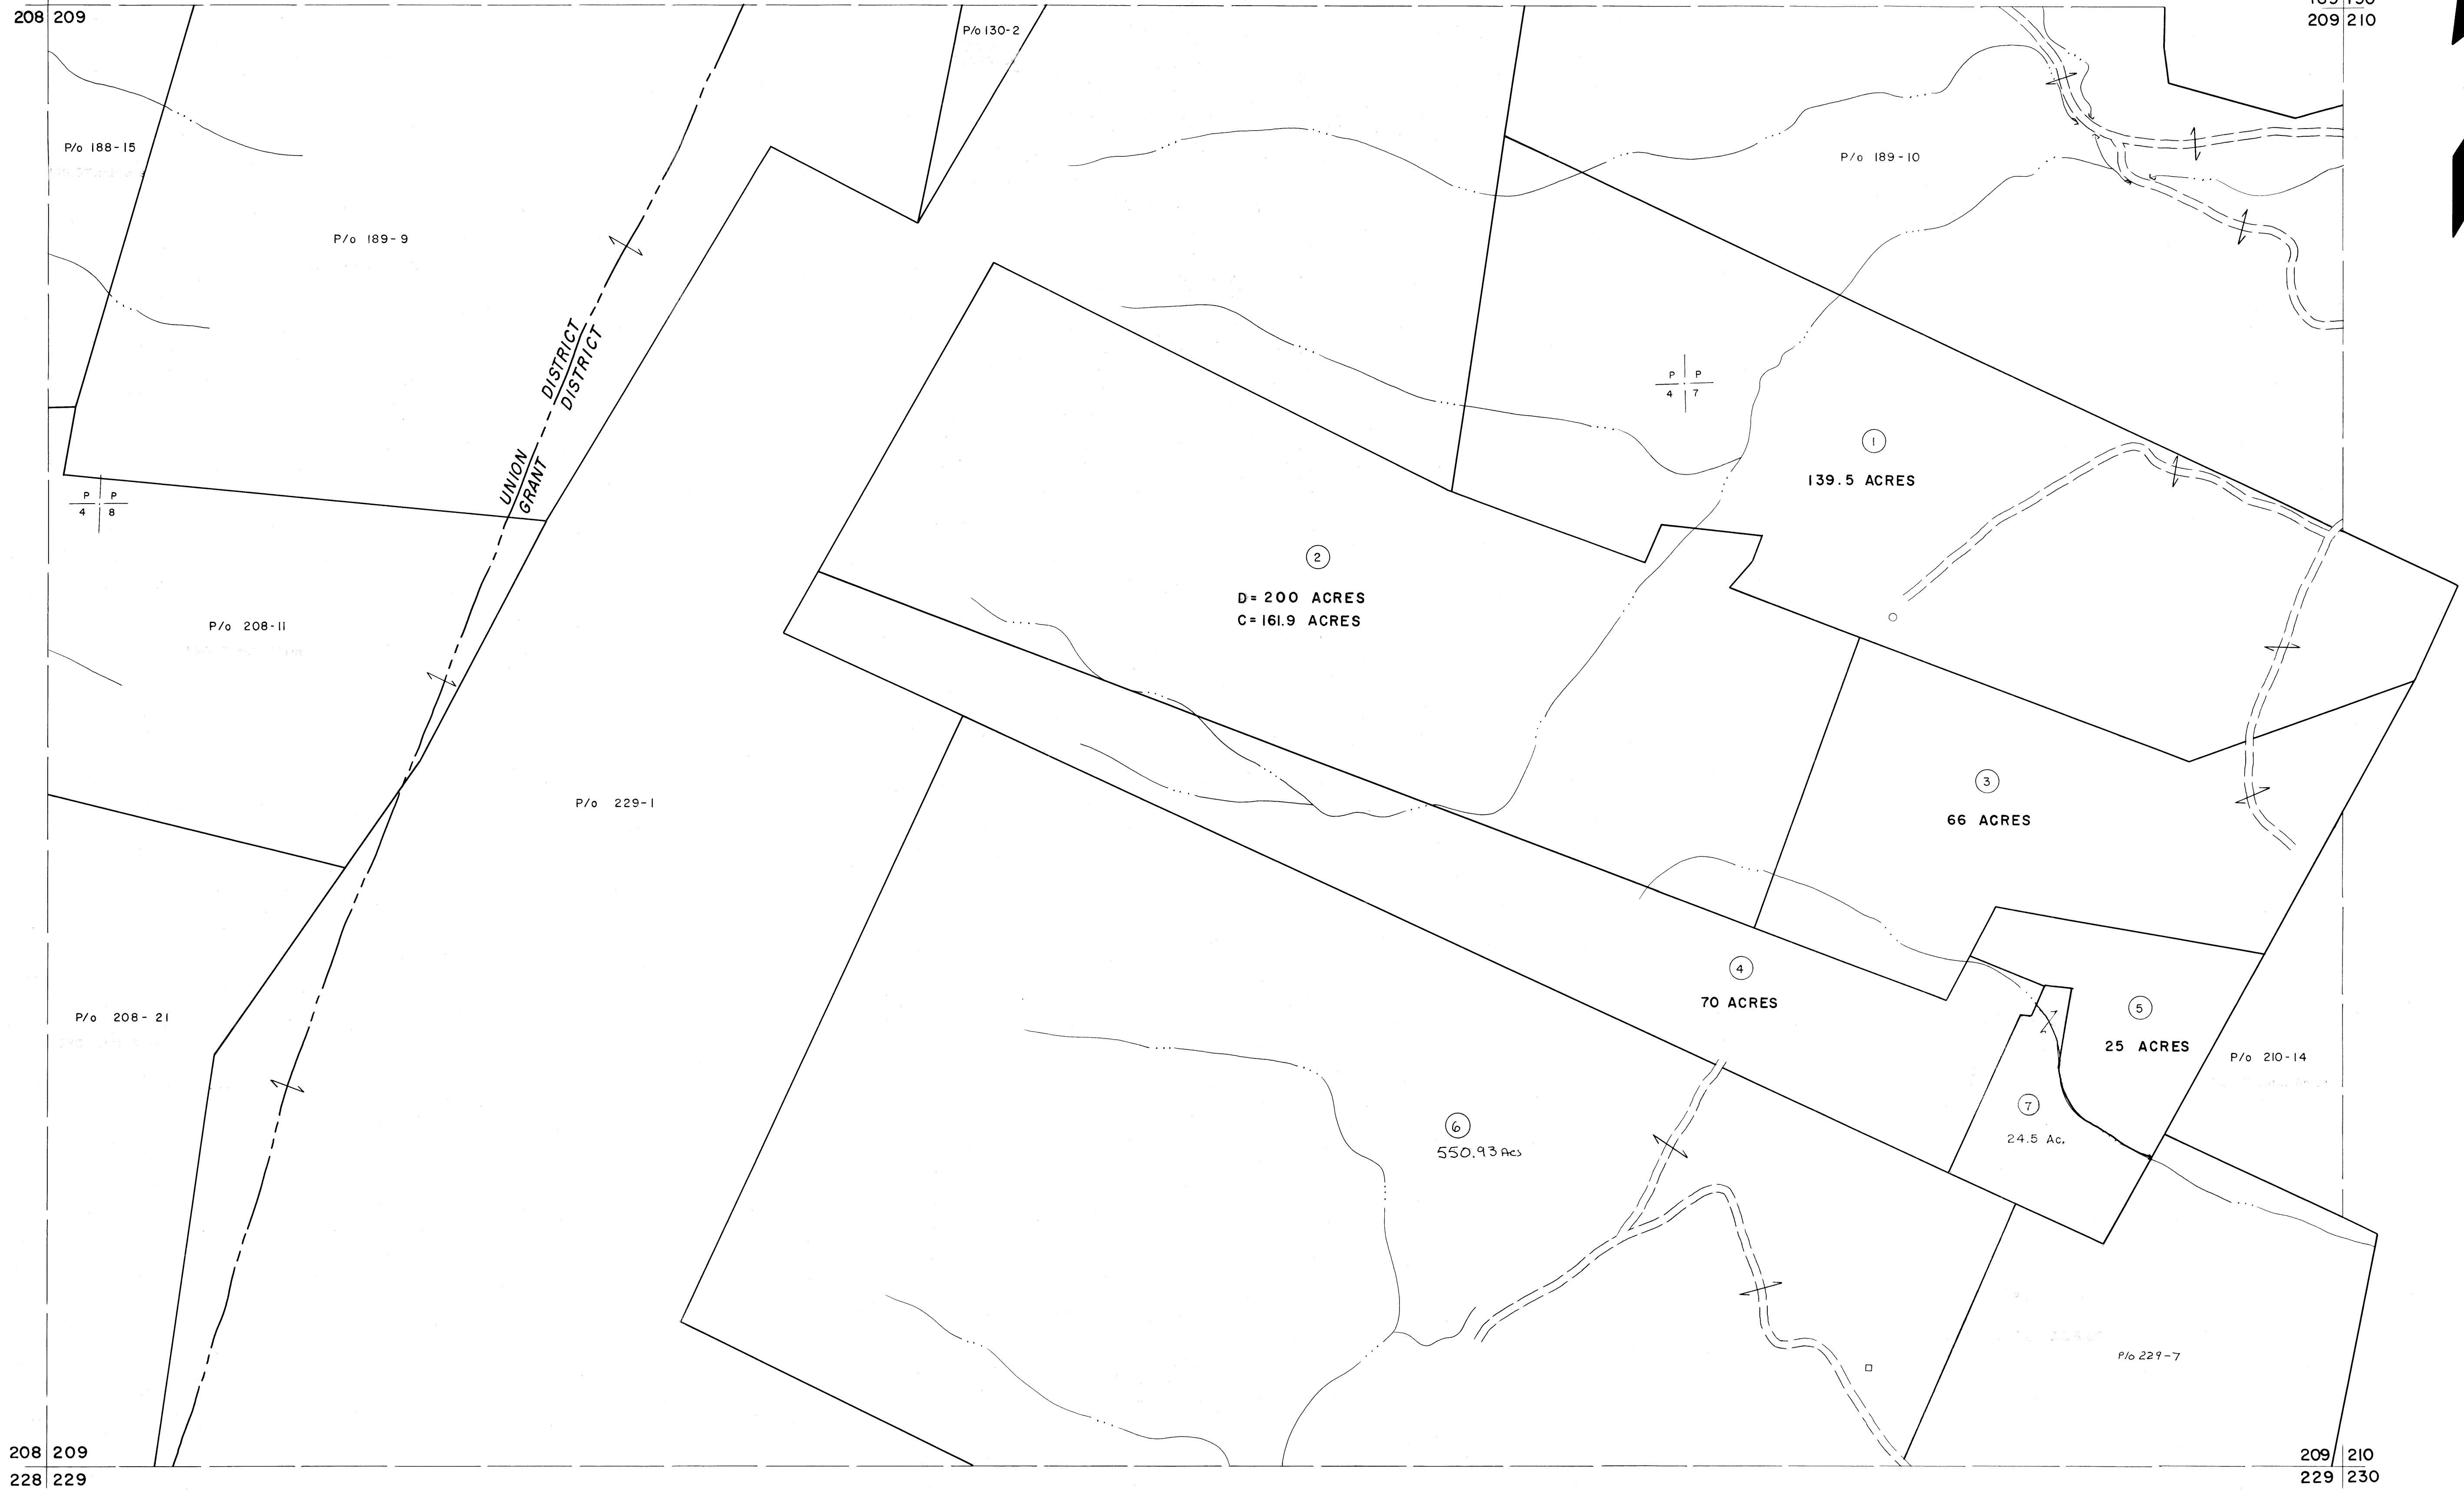 208 209
209 210
P/o 130-2
P/o 188-15
P/o 189-10
P/o 189-9
UNION DISTRICT
GRANT DISTRICT
P P
4 7
1
139.5 ACRES
P P
4 8
2
D= 200 ACRES
C= 161.9 ACRES
P/o 208-11
3
66 ACRES
P/o 229-1
4
70 ACRES
5
25 ACRES
P/o 208-21
P/o 210-14
7
24.5 Ac.
6
550.93 Acs
P/o 229-7
208 209
228 229
209 210
229 230